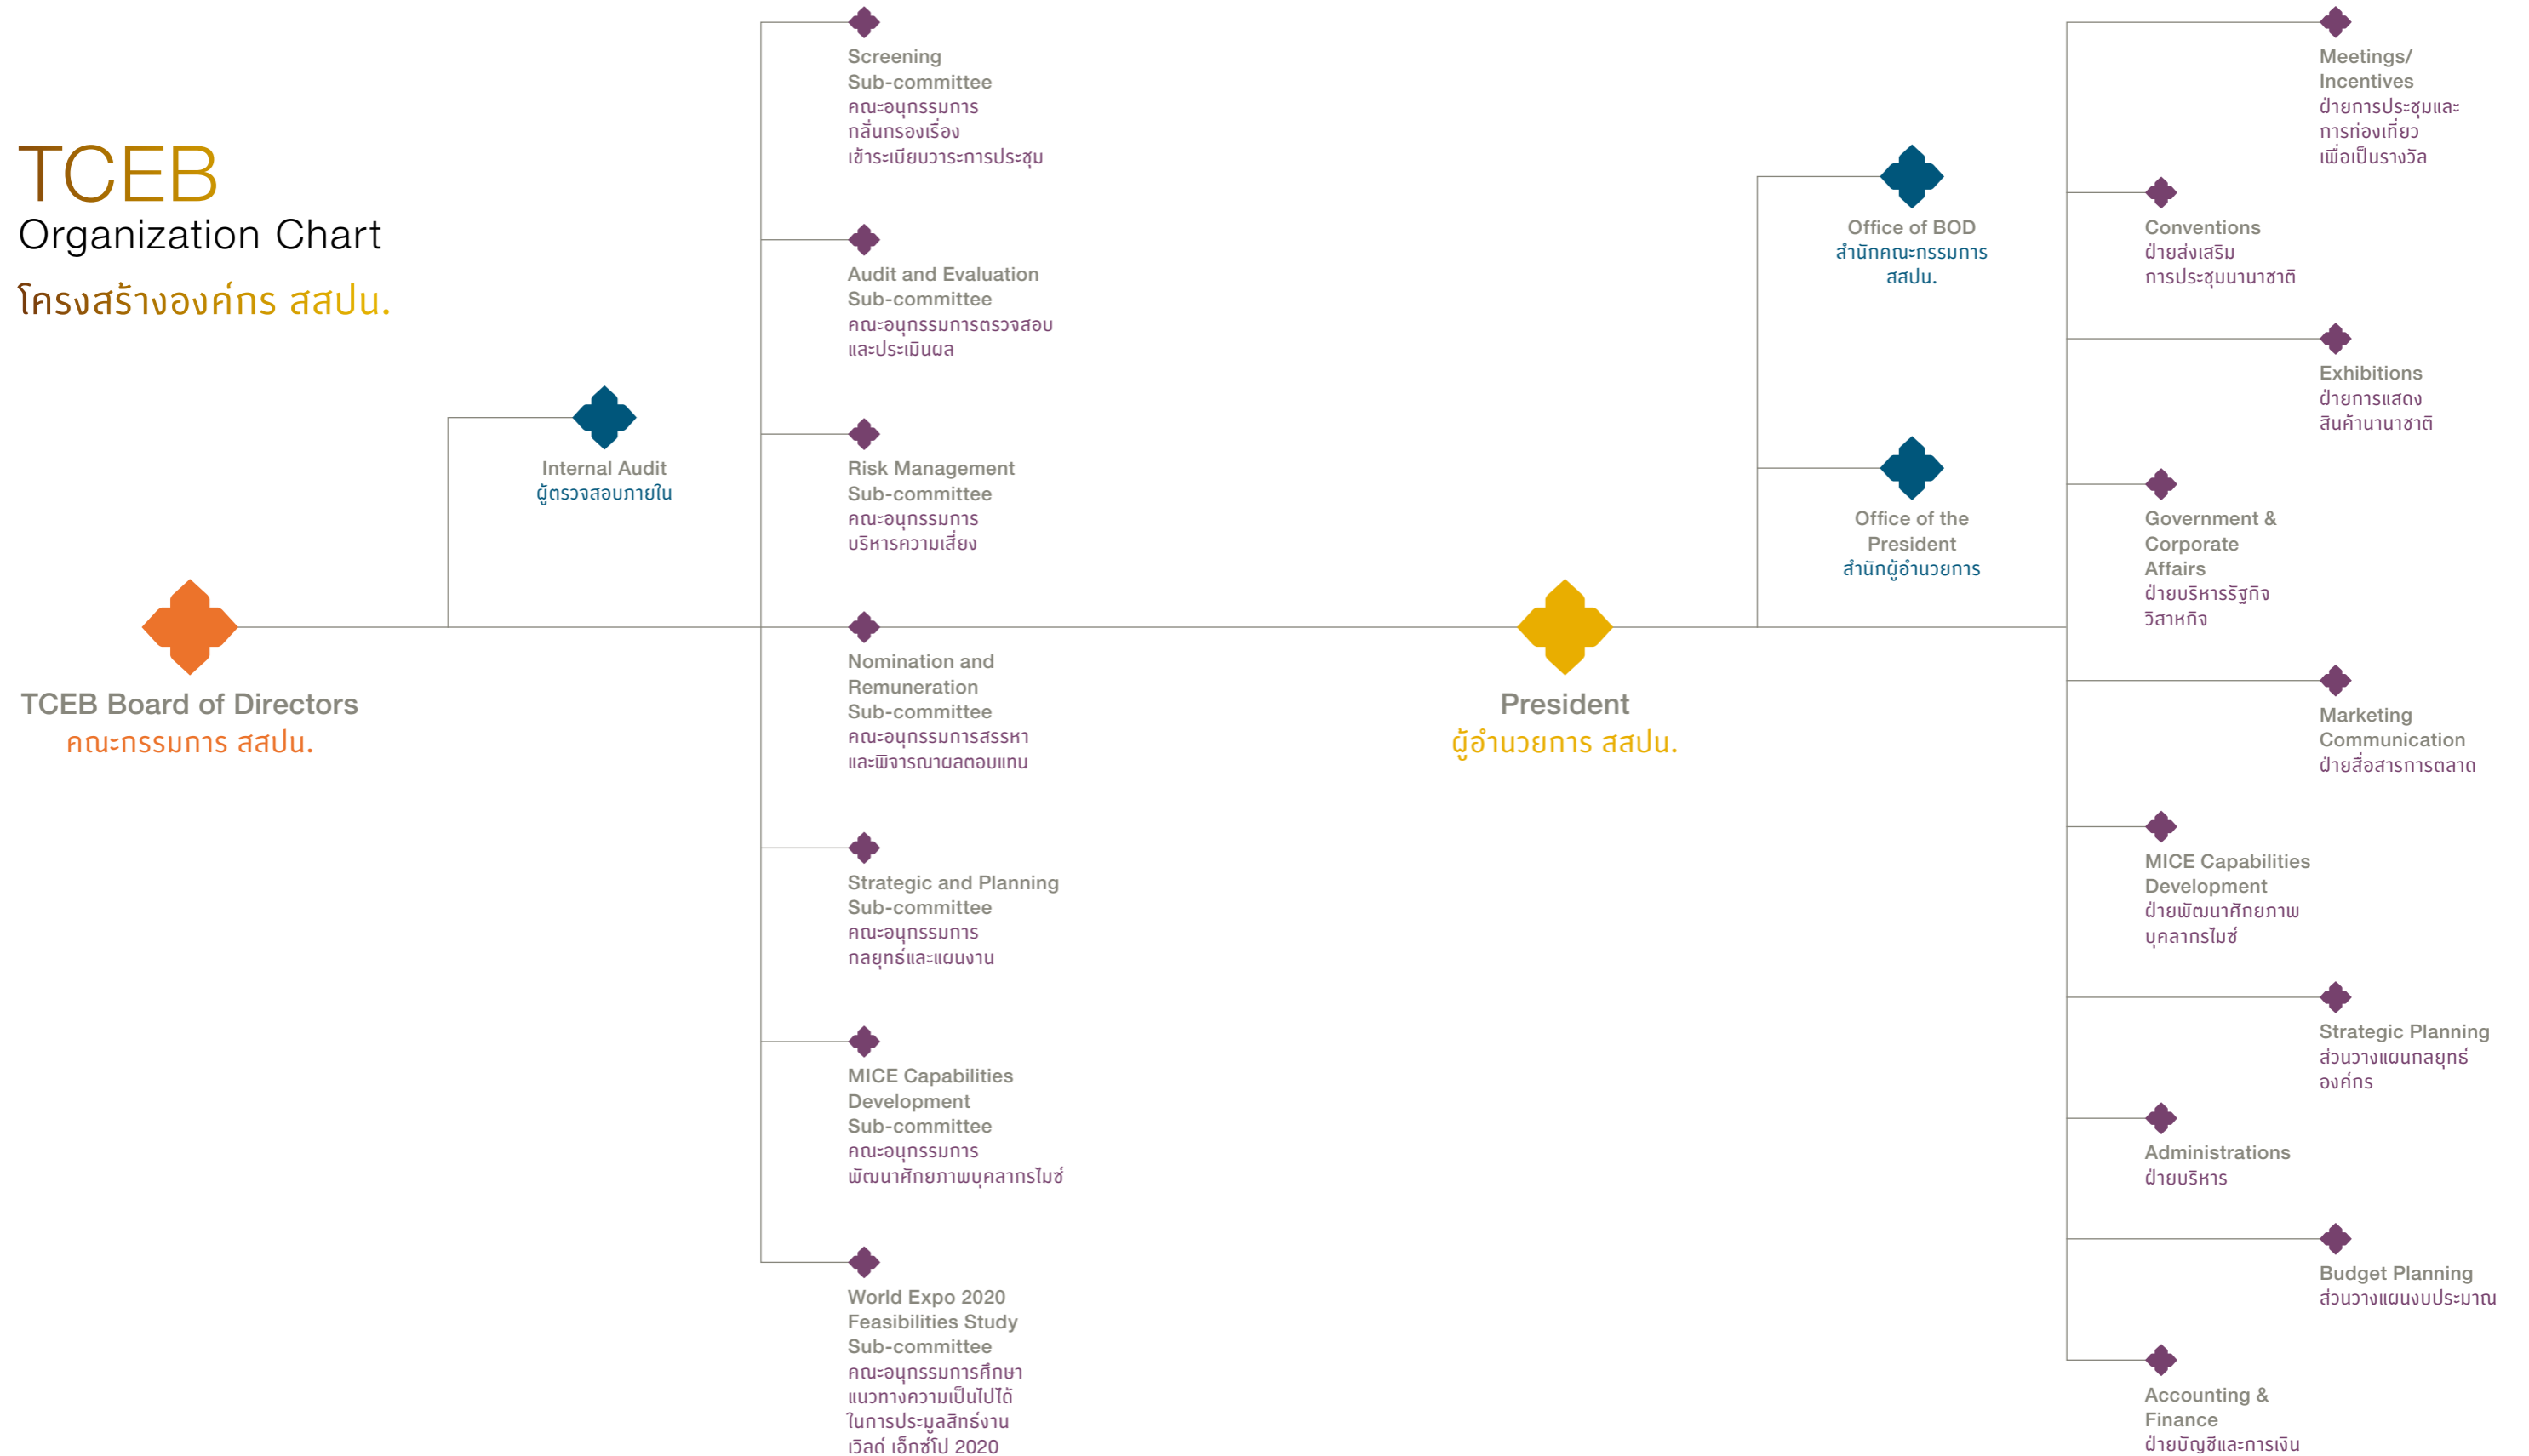 TCEB
Organization Chart
โครงสร้างองค์กร สสปน.
TCEB Board of Directors
คณะกรรมการ สสปน.
Internal Audit
ผู้ตรวจสอบภายใน
Screening
Sub-committee
คณะอนุกรรมการ
กลั่นกรองเรื่อง
เข้าระเบียบวาระการประชุม
Audit and Evaluation
Sub-committee
คณะอนุกรรมการตรวจสอบ
และประเมินผล
Risk Management
Sub-committee
คณะอนุกรรมการ
บริหารความเสี่ยง
Nomination and
Remuneration
Sub-committee
คณะอนุกรรมการสรรหา
และพิจารณาผลตอบแทน
Strategic and Planning
Sub-committee
คณะอนุกรรมการ
กลยุทธ์และแผนงาน
MICE Capabilities
Development
Sub-committee
คณะอนุกรรมการ
พัฒนาศักยภาพบุคลากรไมซ์
World Expo 2020
Feasibilities Study
Sub-committee
คณะอนุกรรมการศึกษา
แนวทางความเป็นไปได้
ในการประมูลสิทธ์งาน
เวิลด์ เอ็กซ์โป 2020
President
ผู้อำนวยการ สสปน.
Office of BOD
สำนักคณะกรรมการ
สสปน.
Office of the
President
สำนักผู้อำนวยการ
Meetings/
Incentives
ฝ่ายการประชุมและ
การท่องเที่ยว
เพื่อเป็นรางวัล
Conventions
ฝ่ายส่งเสริม
การประชุมนานาชาติ
Exhibitions
ฝ่ายการแสดง
สินค้านานาชาติ
Government &
Corporate
Affairs
ฝ่ายบริหารรัฐกิจ
วิสาหกิจ
Marketing
Communication
ฝ่ายสื่อสารการตลาด
MICE Capabilities
Development
ฝ่ายพัฒนาศักยภาพ
บุคลากรไมซ์
Strategic Planning
ส่วนวางแผนกลยุทธ์
องค์กร
Administrations
ฝ่ายบริหาร
Budget Planning
ส่วนวางแผนงบประมาณ
Accounting &
Finance
ฝ่ายบัญชีและการเงิน